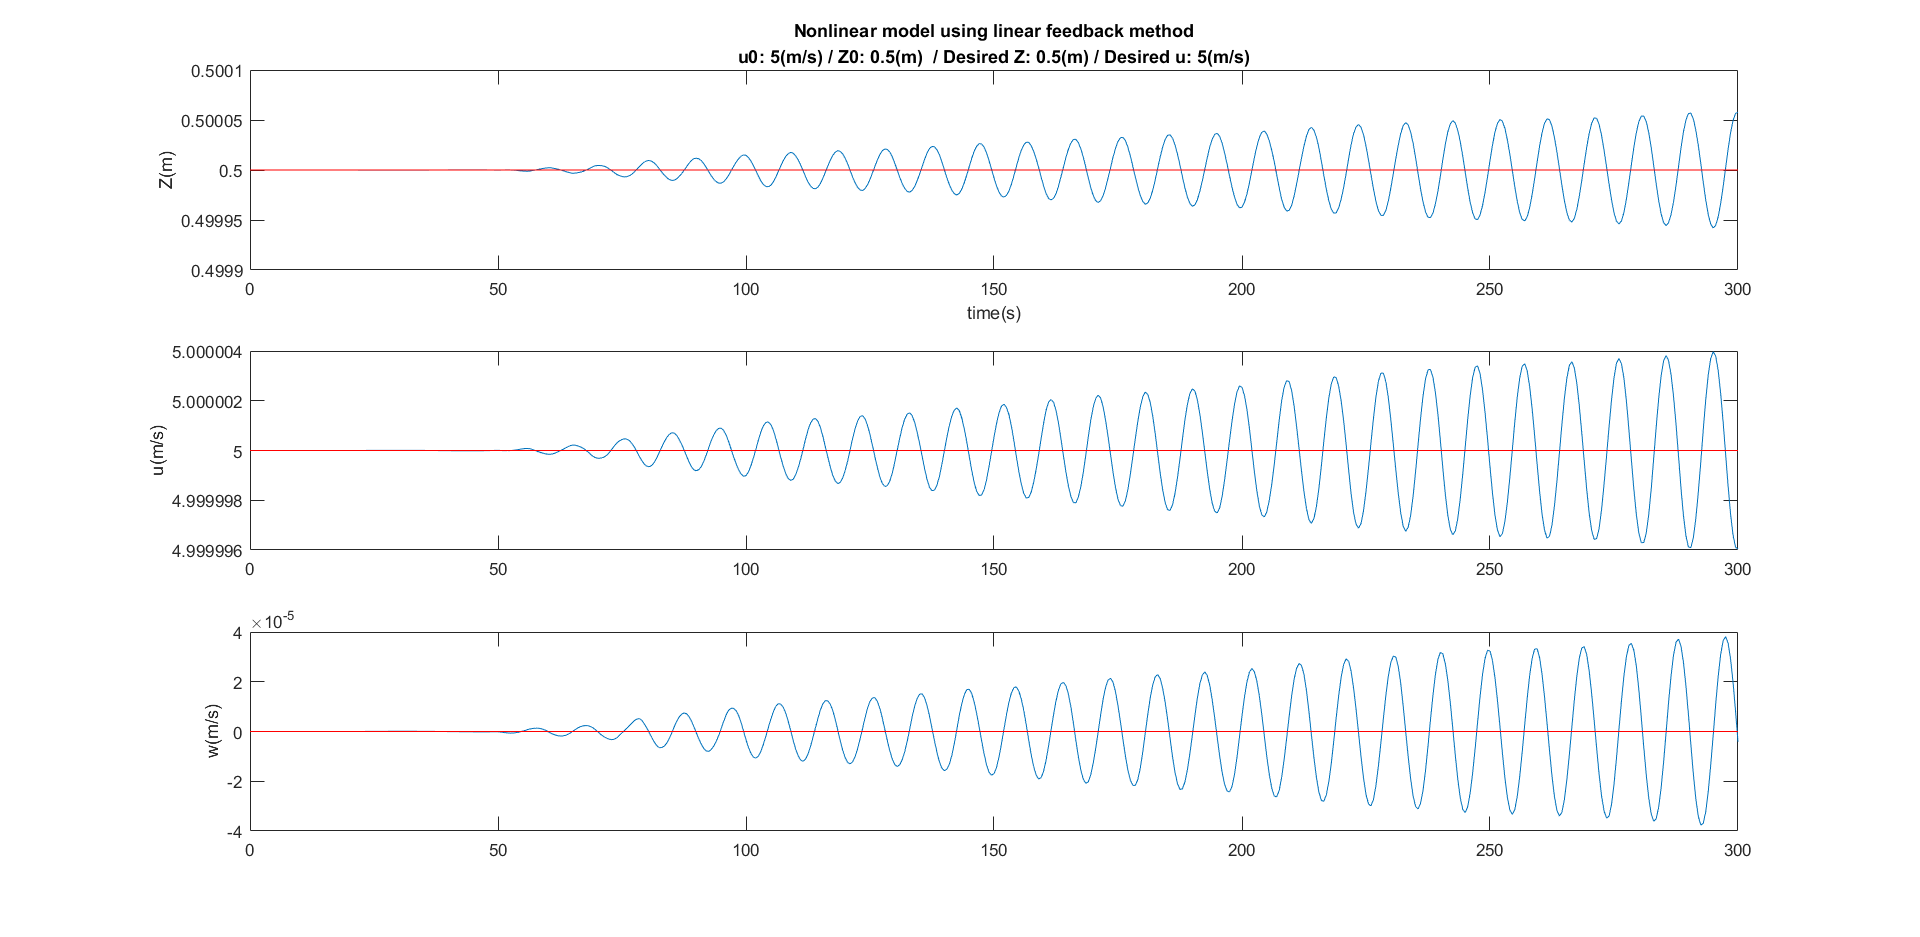 Nonlinear model using linear feedback method
u0: 5(m/s) / Z0: 0.5(m)  / Desired Z: 0.5(m) / Desired u: 5(m/s)
0.5001
0.50005
0.5
0.49995
0.4999
Z(m)
0 50 100 150 200 250 300
time(s)
5.000004
5.000002
5
4.999998
4.999996
u(m/s)
0 50 100 150 200 250 300
×10-5
4
2
0
-2
-4
w(m/s)
0 50 100 150 200 250 300